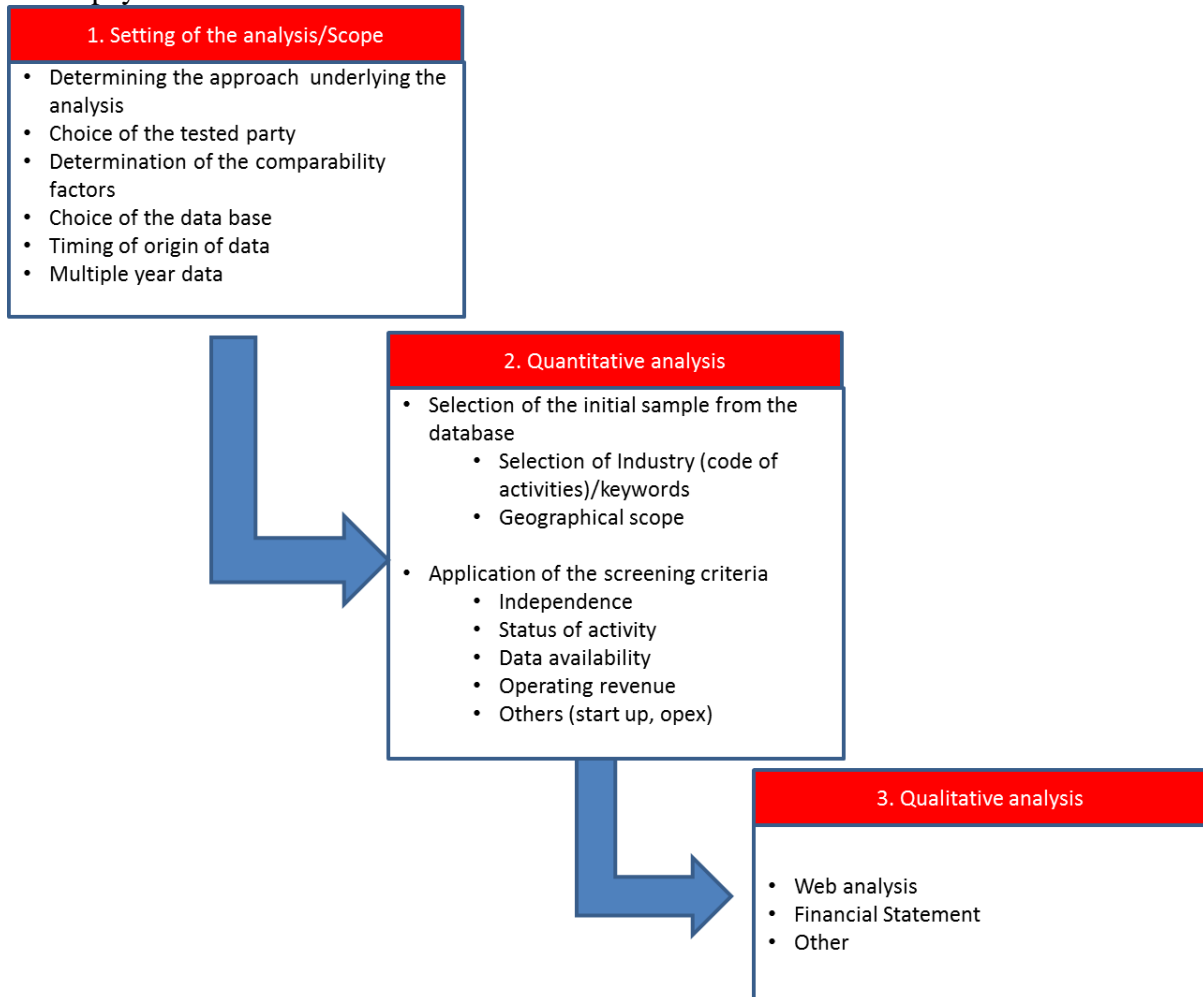 1. Setting of the analysis/Scope
• Determining the approach underlying the
analysis
• Choice of the tested party
• Determination of the comparability
factors
• Choice of the data base
• Timing of origin of data
• Multiple year data
2. Quantitative analysis
• Selection of the initial sample from the
database
• Selection of Industry (code of
activities)/keywords
• Geographical scope
• Application of the screening criteria
• Independence
• Status of activity
• Data availability
• Operating revenue
• Others (start up, opex)
3. Qualitative analysis
• Web analysis
• Financial Statement
• Other